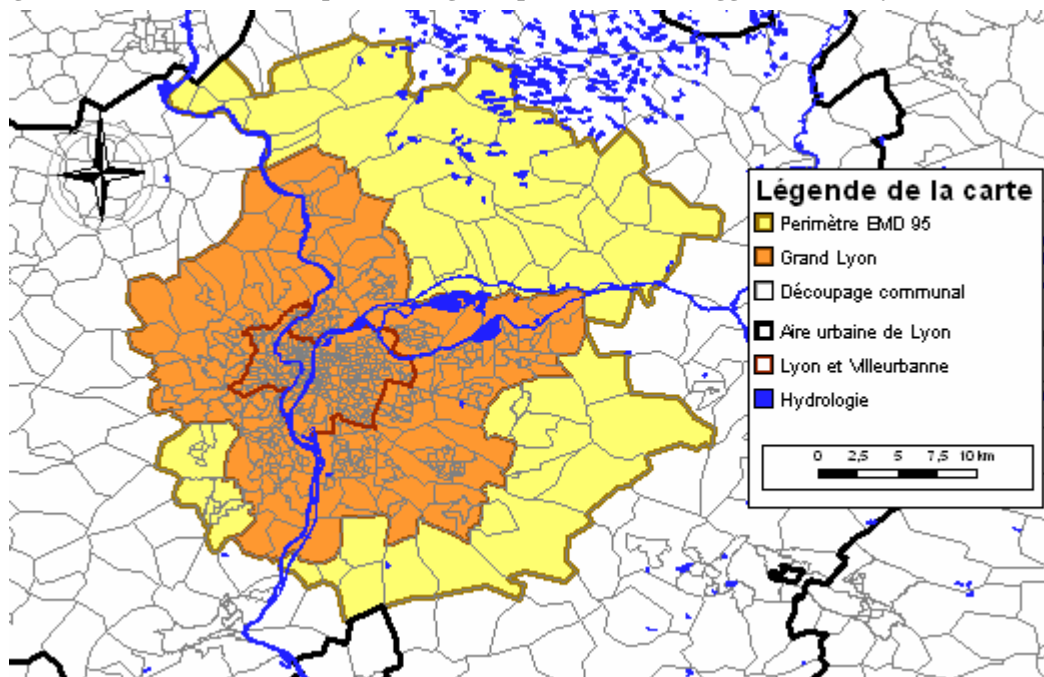 Légende de la carte
Perimètre EMD 95
Grand Lyon
Découpage communal
Aire urbaine de Lyon
Lyon et Villeurbanne
Hydrologie
0 2,5 5 7,5 10 km